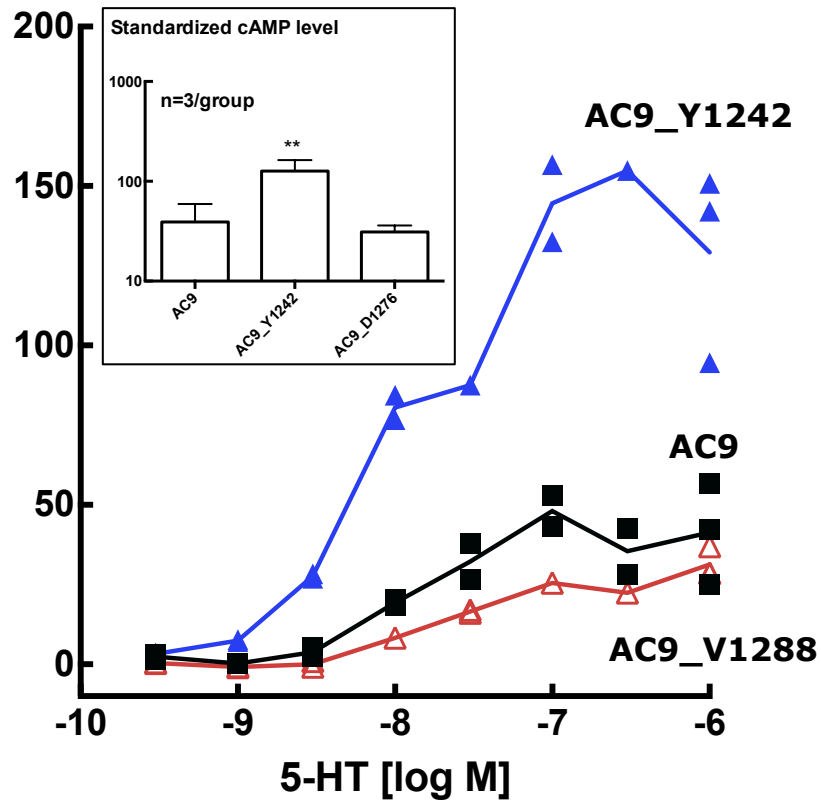 200
150
100
50
0
Standardized cAMP level
1000
100
10
n=3/group
**
AC9
AC9_Y1242
AC9_D1276
AC9_Y1242
AC9
AC9_V1288
-10
-9
-8
-7
-6
5-HT [log M]